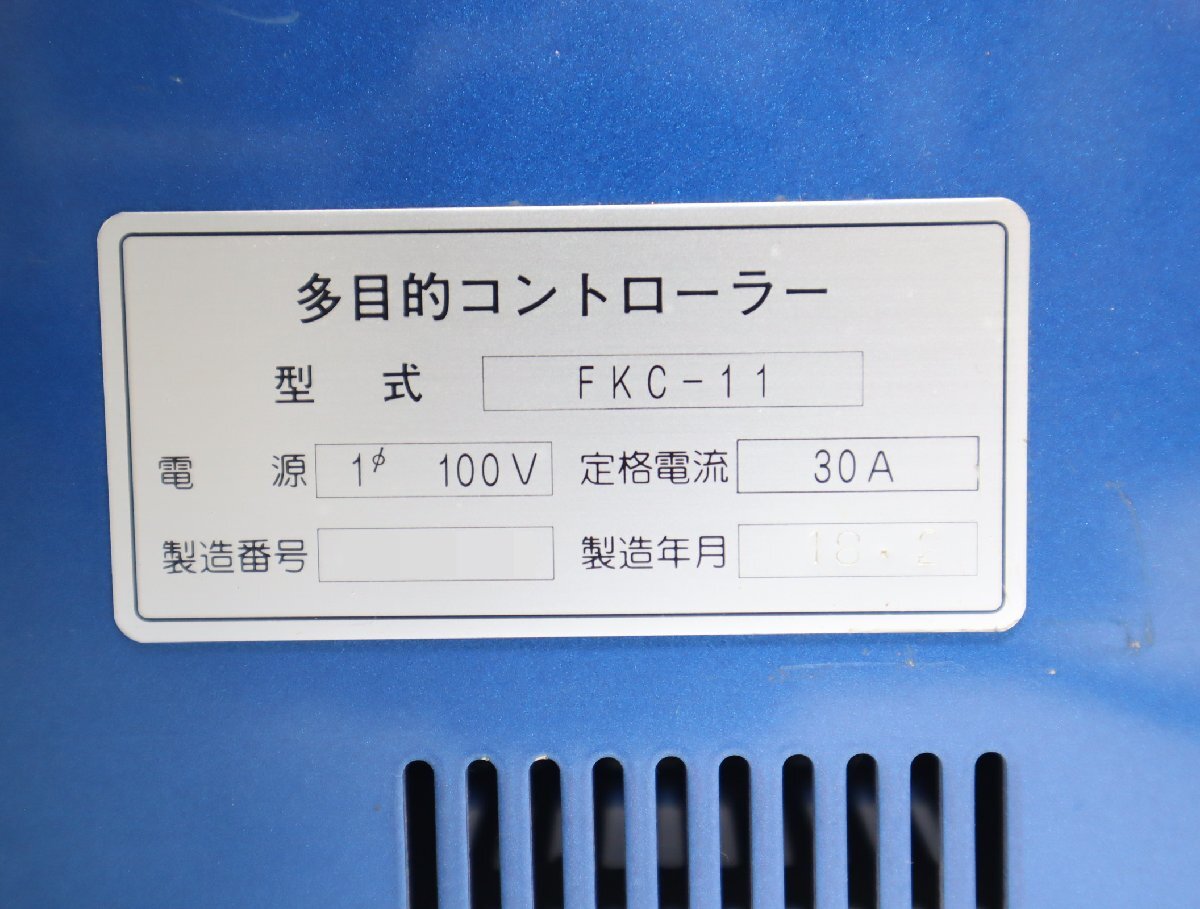 多目的コントローラー
型式 FKC-11
電源 1φ 100V 定格電流 30A
製造番号 製造年月 18.2